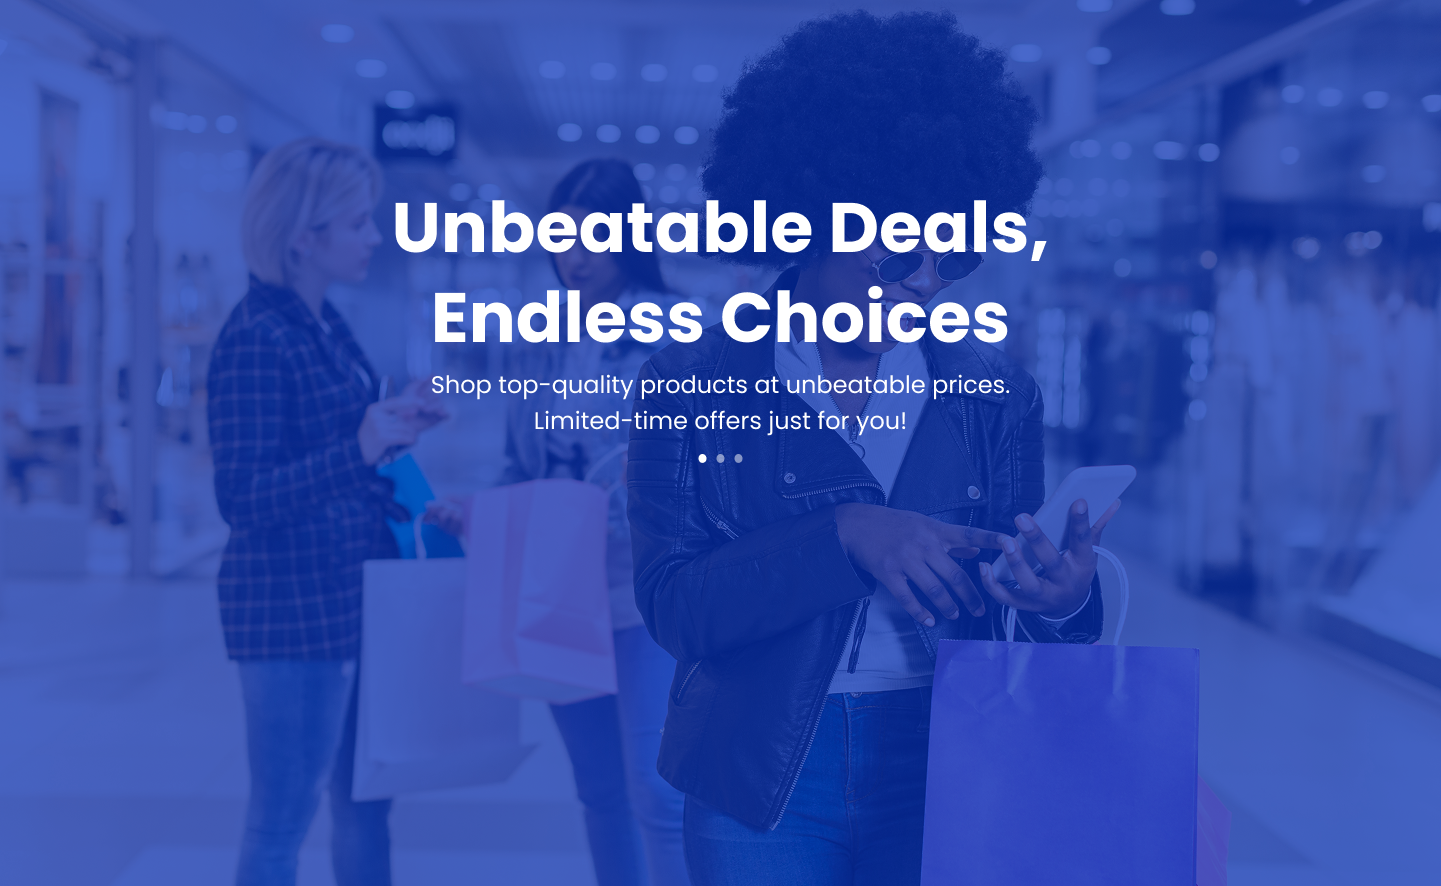 Unbeatable Deals,
Endless Choices
Shop top-quality products at unbeatable prices.
Limited-time offers just for you!